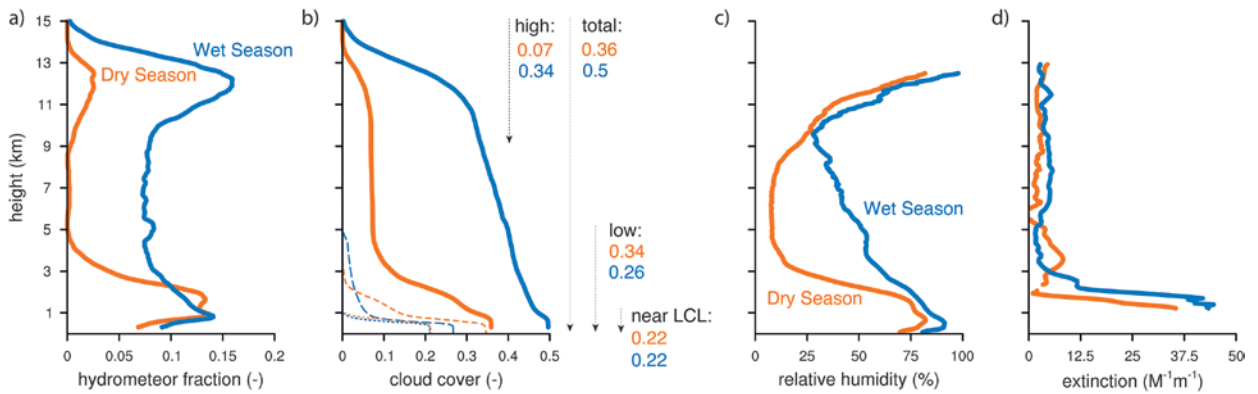 a)
15
13
11
9
7
5
3
1
height (km)
Wet Season
Dry Season
0
0.05
0.1
0.15
0.2
hydrometeor fraction (-)
b)
high:
0.07
0.34
total:
0.36
0.5
low:
0.34
0.26
near LCL:
0.22
0.22
0
0.1
0.2
0.3
0.4
0.5
cloud cover (-)
c)
Wet Season
Dry Season
0
25
50
75
100
relative humidity (%)
d)
0
12.5
25
37.5
500
extinction (M⁻¹m⁻¹)